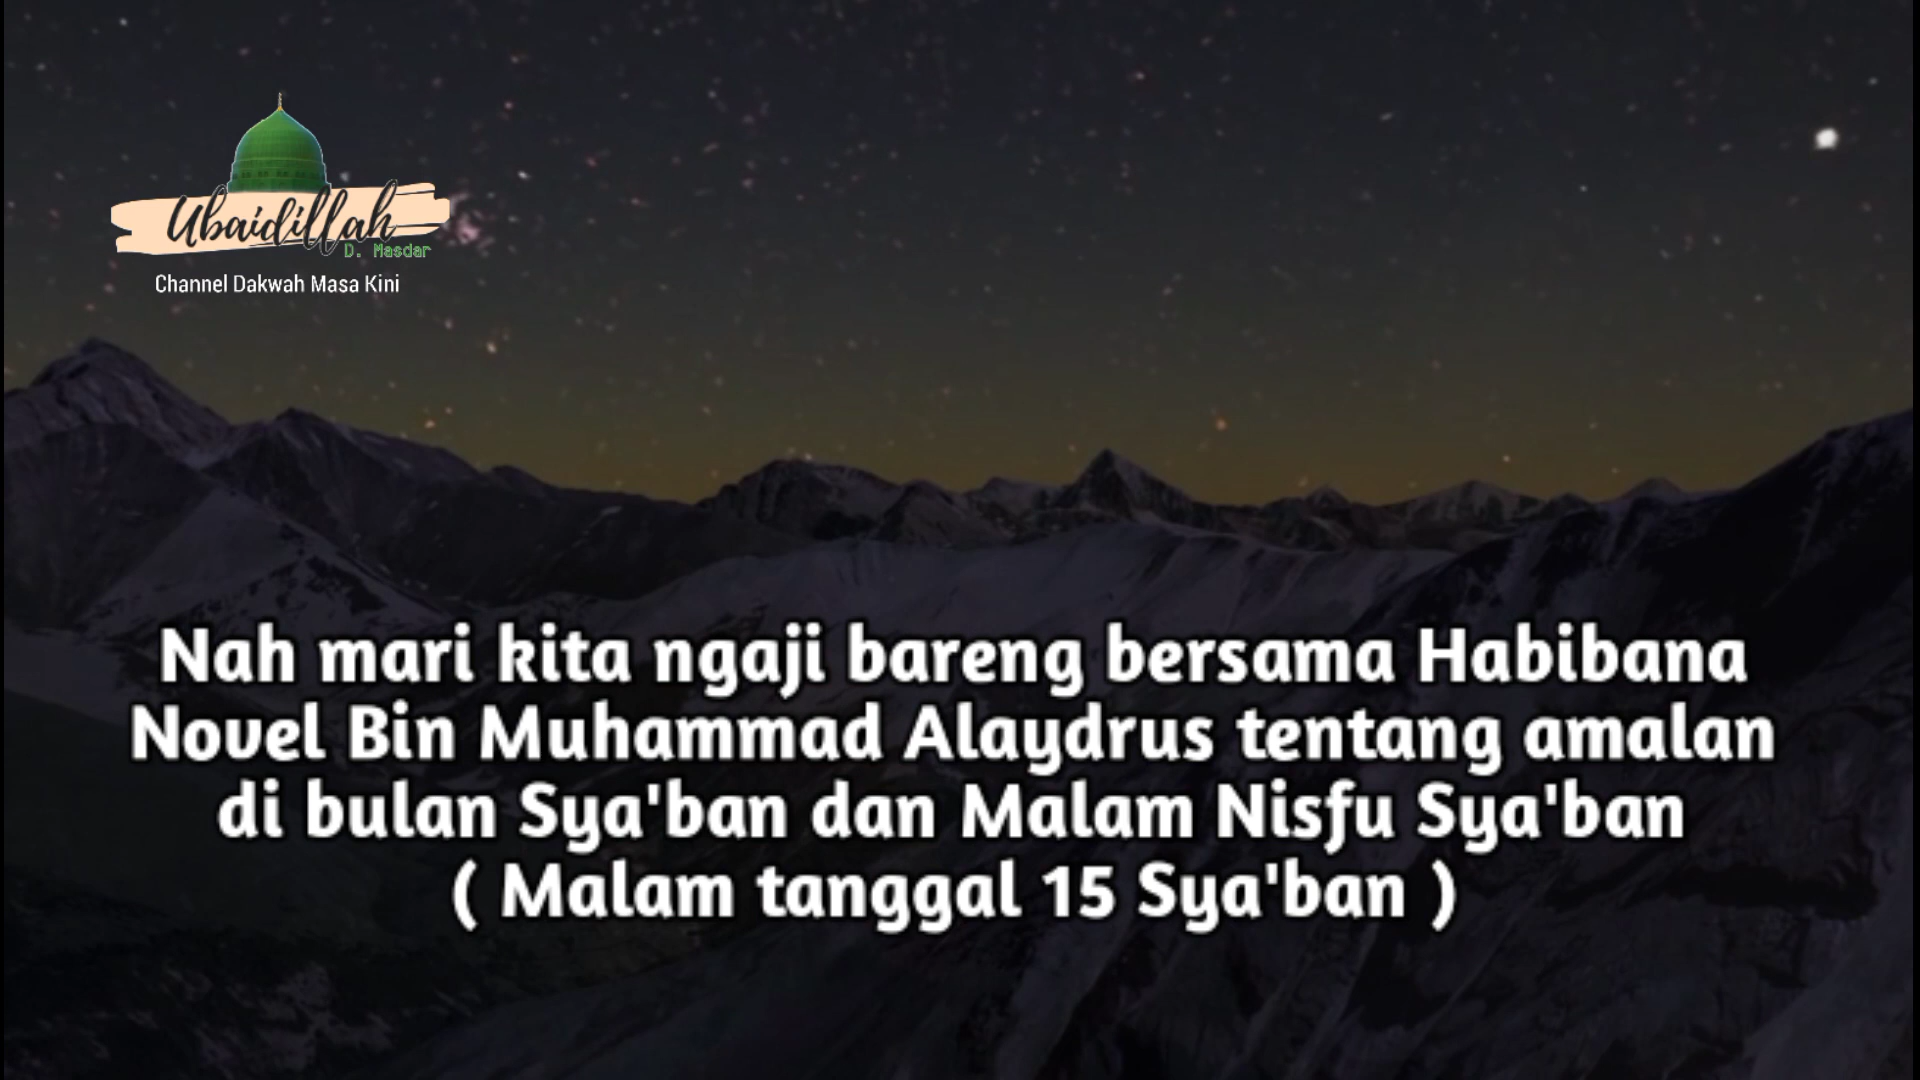 Ubaidillah
D. Masdar
Channel Dakwah Masa Kini
Nah mari kita ngaji bareng bersama Habibana
Novel Bin Muhammad Alaydrus tentang amalan
di bulan Sya'ban dan Malam Nisfu Sya'ban
( Malam tanggal 15 Sya'ban )